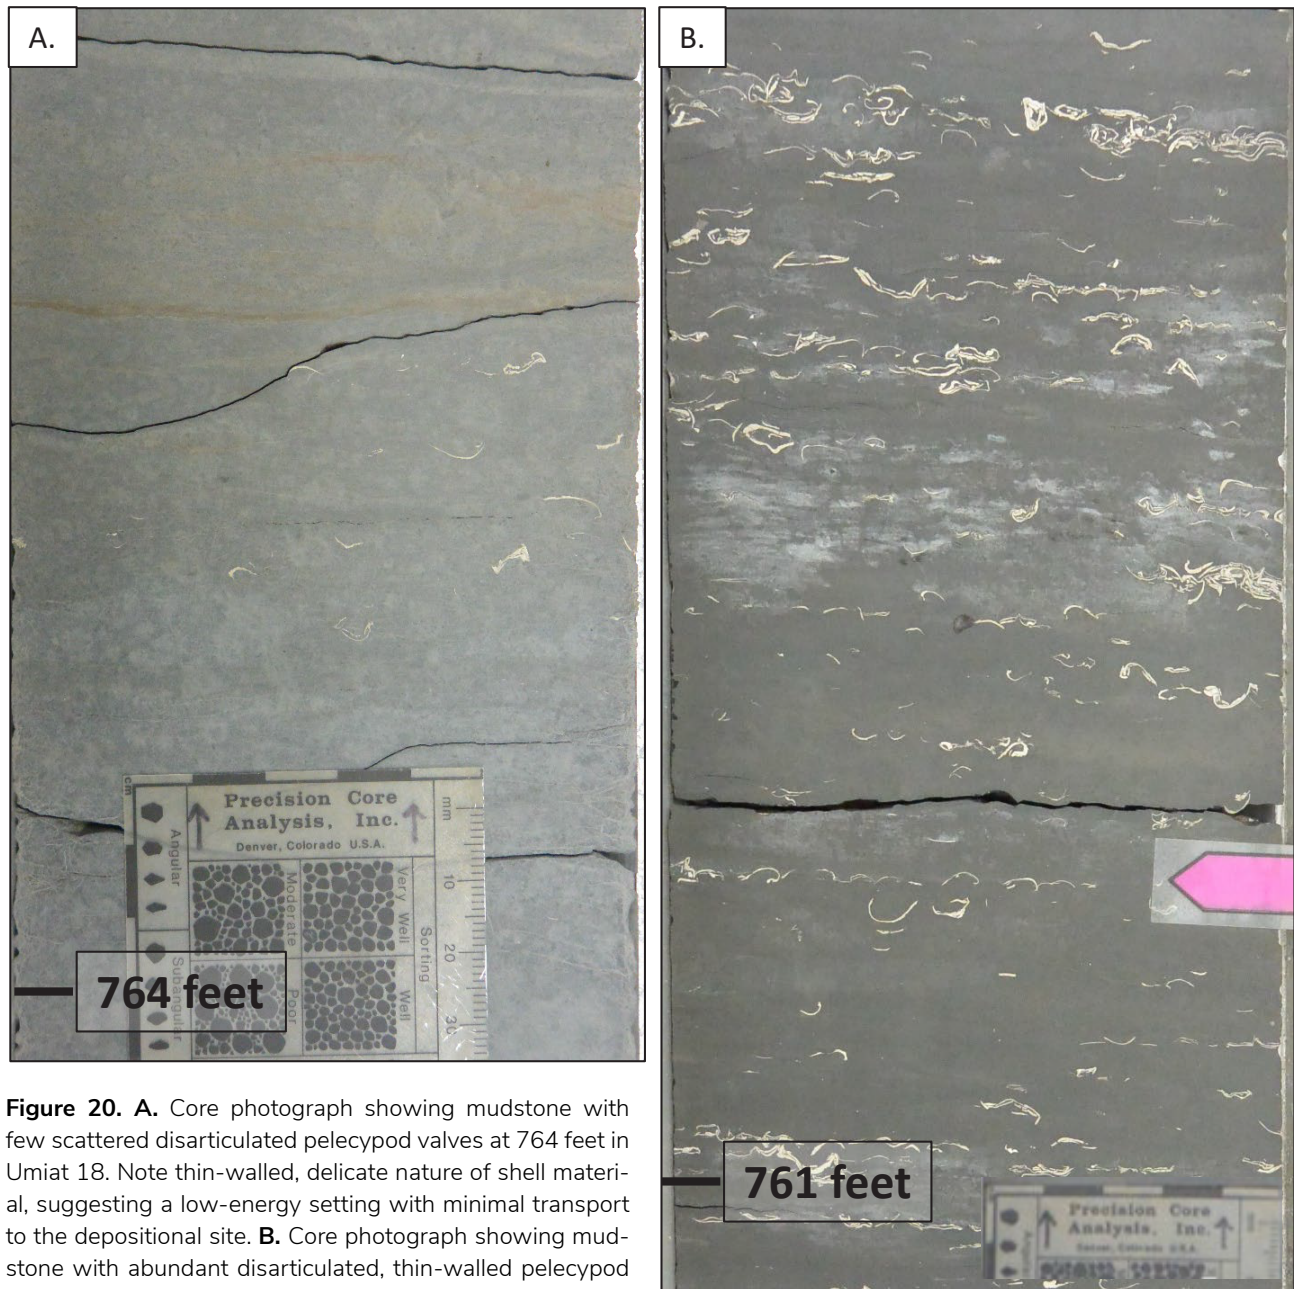 A.
Precision Core
Analysis, Inc.
Denver, Colorado U.S.A.
cm
mm
Angular
Subangular
Moderate
Poor
Very Well
Well
Sorting
10
20
30
764 feet
Figure 20. A. Core photograph showing mudstone with
few scattered disarticulated pelecypod valves at 764 feet in
Umiat 18. Note thin-walled, delicate nature of shell materi-
al, suggesting a low-energy setting with minimal transport
to the depositional site. B. Core photograph showing mud-
stone with abundant disarticulated, thin-walled pelecypod
B.
761 feet
Precision Core
Analysis, Inc.
Denver, Colorado U.S.A.